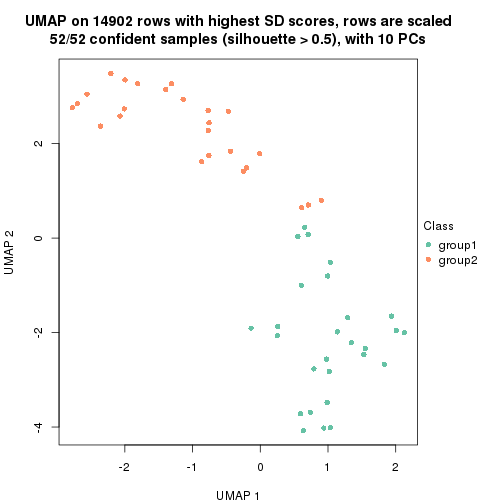 UMAP on 14902 rows with highest SD scores, rows are scaled
52/52 confident samples (silhouette > 0.5), with 10 PCs
2
0
-2
-4
UMAP 2
-2
-1
0
1
2
UMAP 1
Class
group1
group2